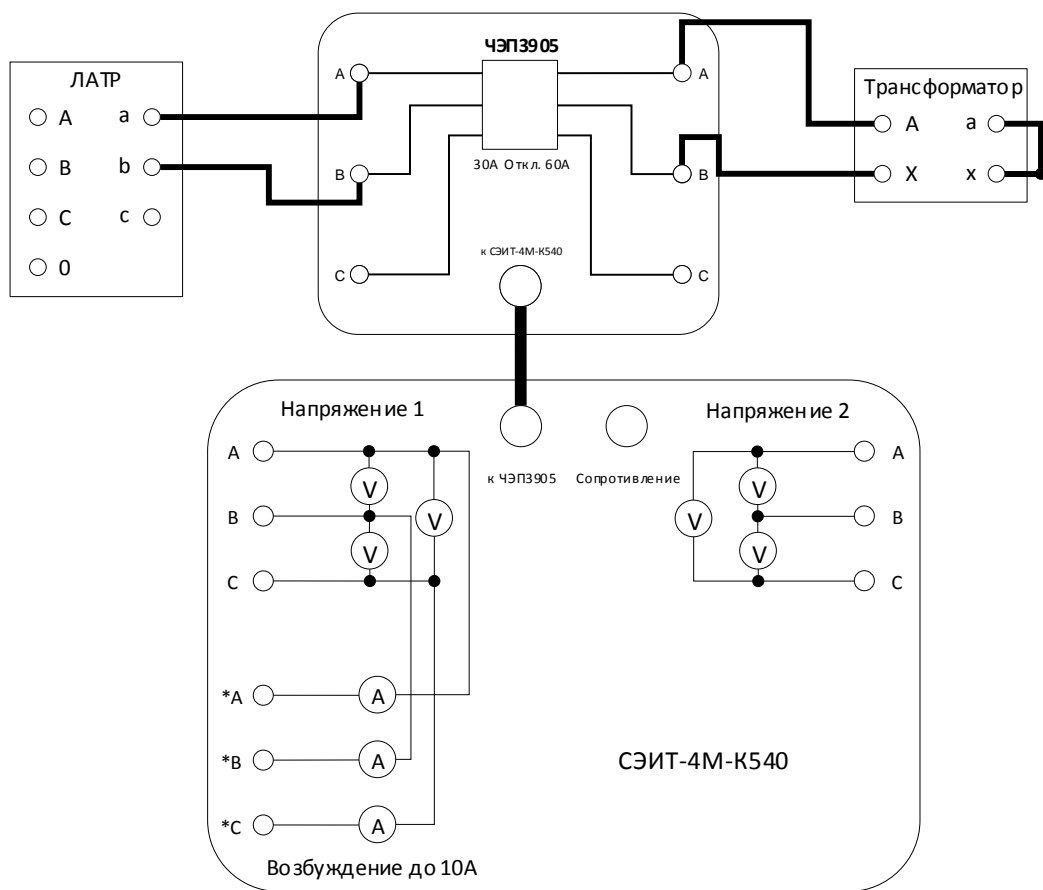 ЛАТР
A a
B b
C c
0
ЧЭП3905
A A
B B
C C
30А Откл. 60А
к СЭИТ-4М-К540
Трансформатор
A a
X x
Напряжение 1
A
B
C
V
V
V
к ЧЭП3905
Сопротивление
Напряжение 2
A
B
C
V
V
V
*A A
*B A
*C A
Возбуждение до 10А
СЭИТ-4М-К540